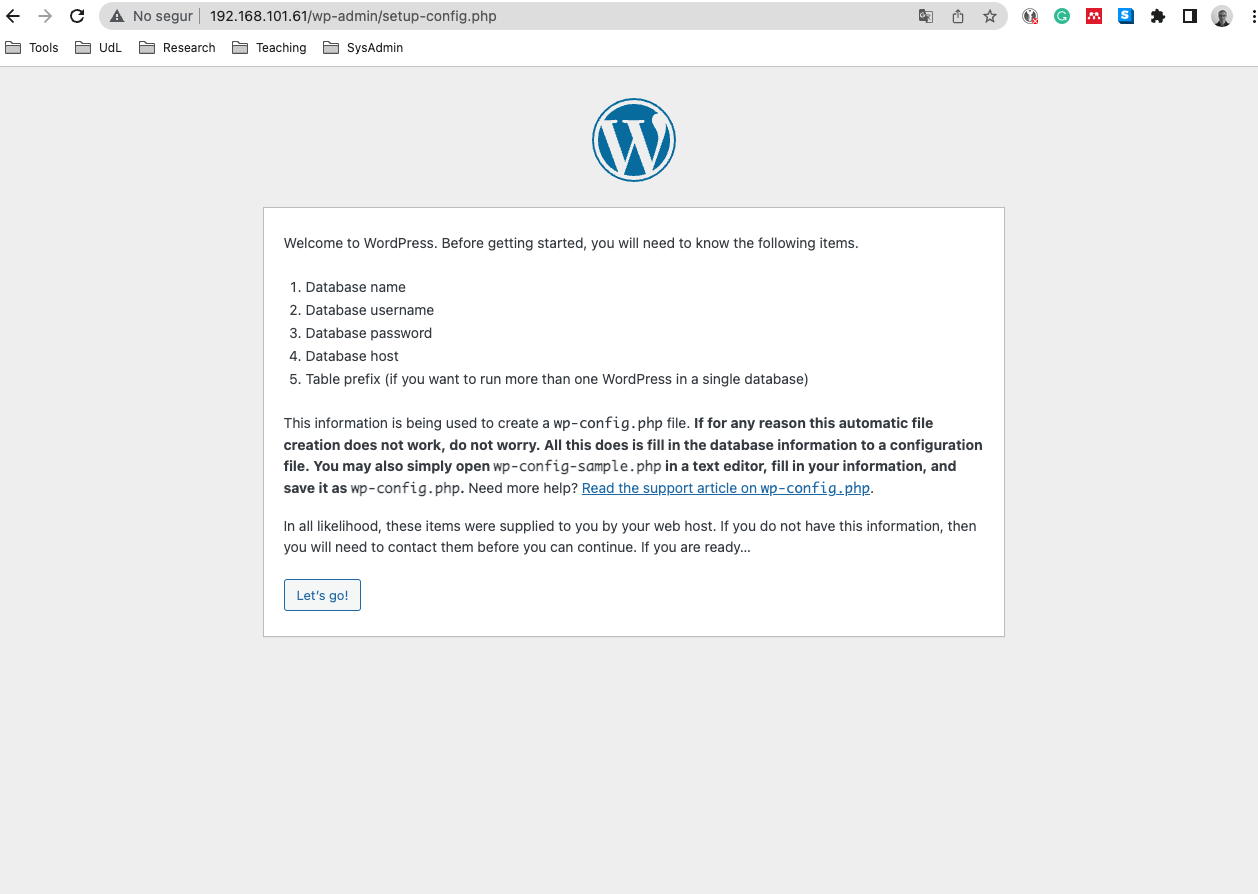 No segur 192.168.101.61/wp-admin/setup-config.php
Tools UdL Research Teaching SysAdmin
Welcome to WordPress. Before getting started, you will need to know the following items.
1. Database name
2. Database username
3. Database password
4. Database host
5. Table prefix (if you want to run more than one WordPress in a single database)
This information is being used to create a wp-config.php file. If for any reason this automatic file
creation does not work, do not worry. All this does is fill in the database information to a configuration
file. You may also simply open wp-config-sample.php in a text editor, fill in your information, and
save it as wp-config.php. Need more help? Read the support article on wp-config.php.
In all likelihood, these items were supplied to you by your web host. If you do not have this information, then
you will need to contact them before you can continue. If you are ready…
Let’s go!